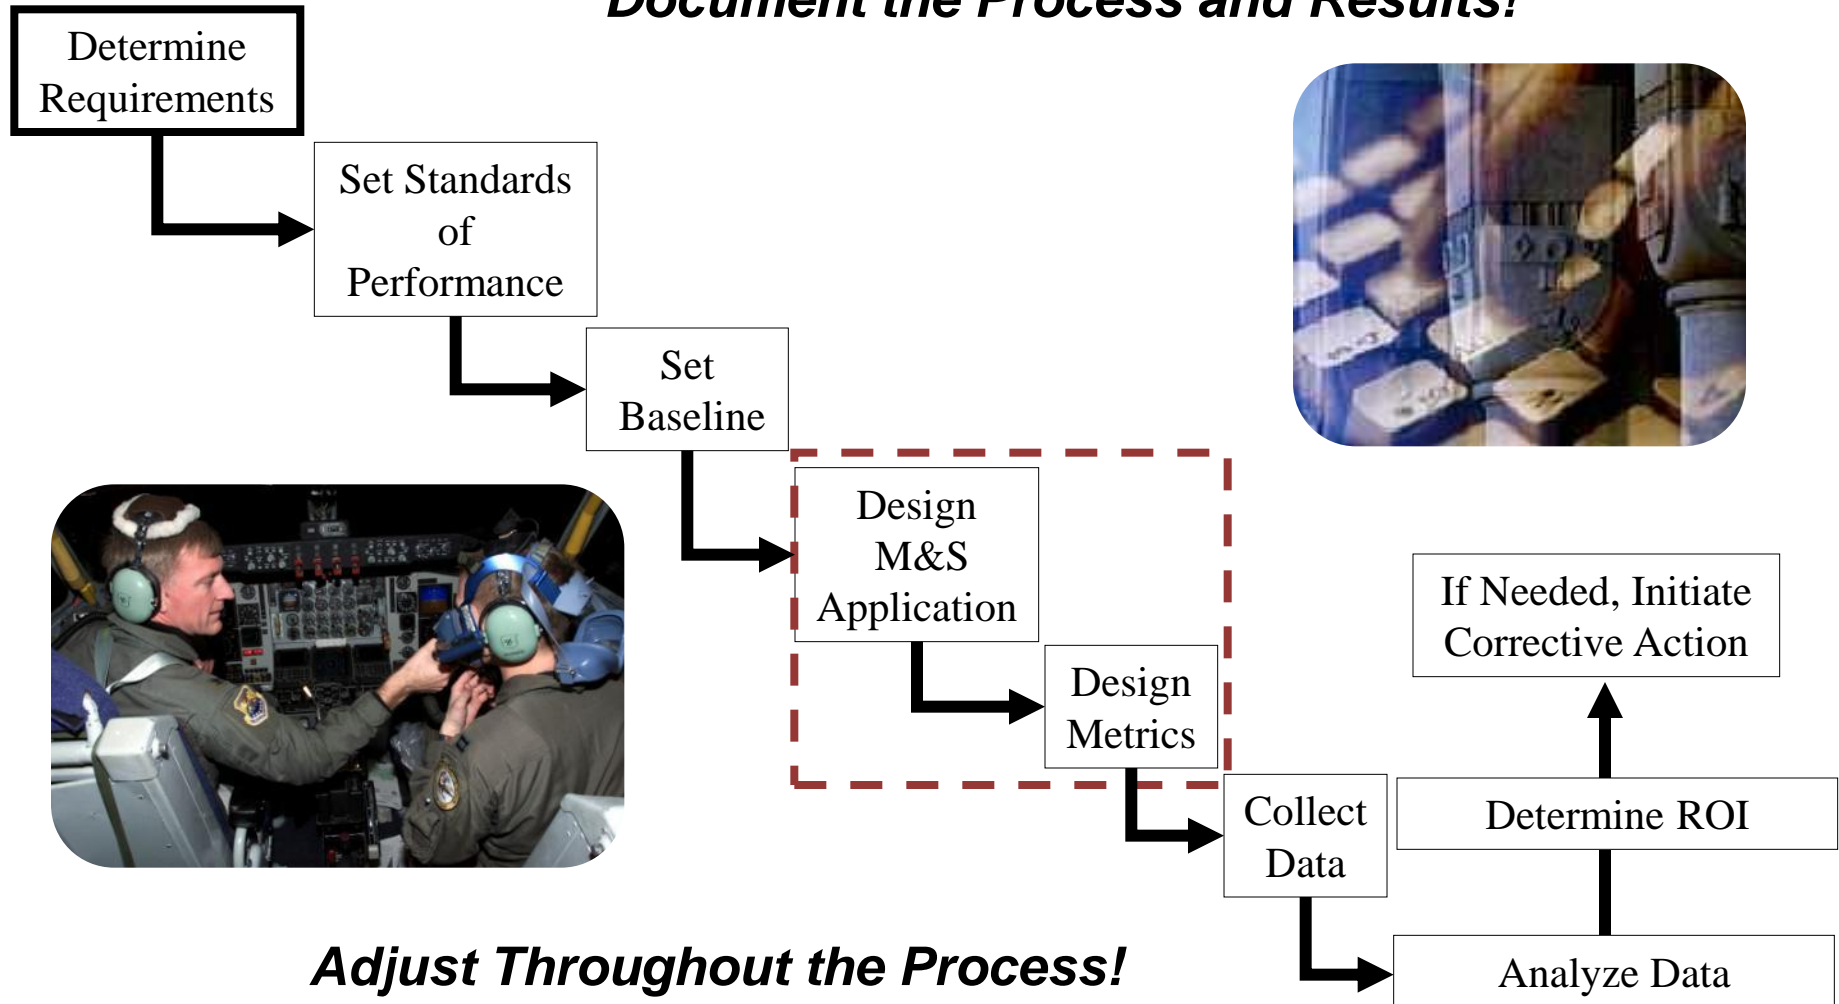 Document the Process and Results!
Determine
Requirements
Set Standards
of
Performance
Set
Baseline
Design
M&S
Application
Design
Metrics
Collect
Data
Analyze Data
Determine ROI
If Needed, Initiate
Corrective Action
Adjust Throughout the Process!